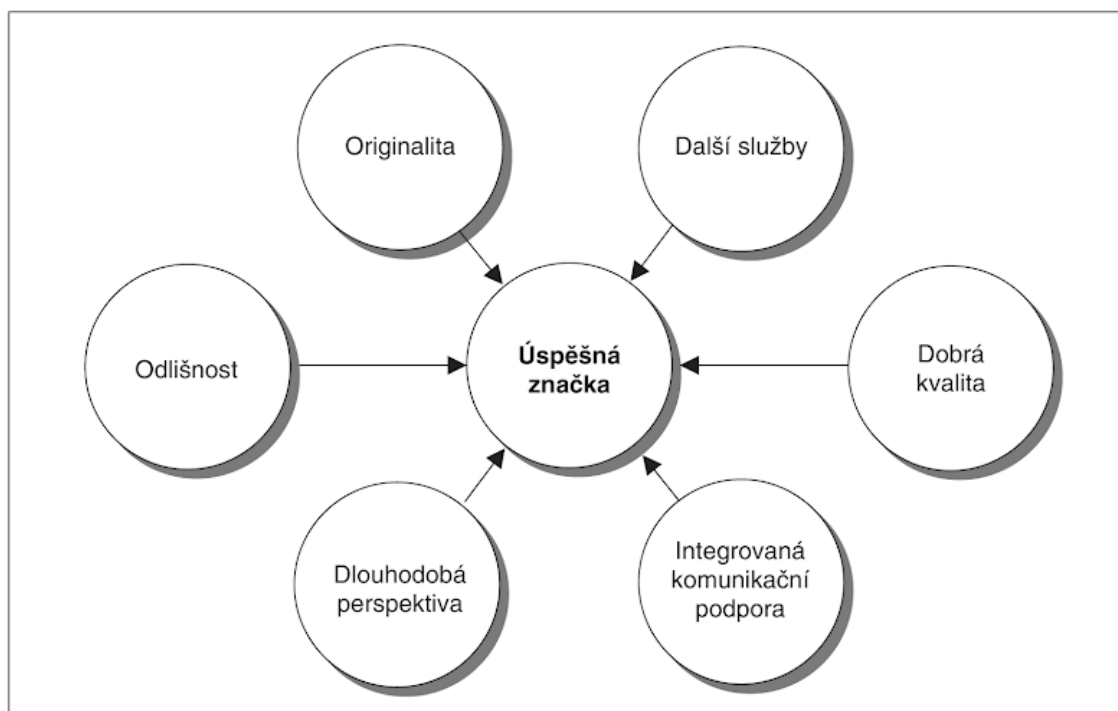 Originalita
Další služby
Odlišnost
Úspěšná
značka
Dobrá
kvalita
Dlouhodobá
perspektiva
Integrovaná
komunikační
podpora